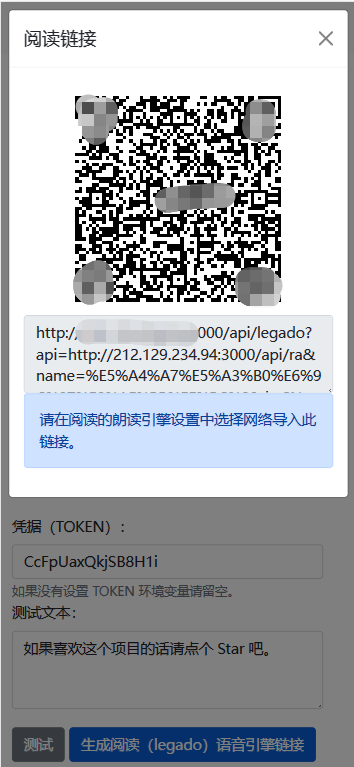 阅读链接
http://
000/api/legado?
api=http://212.129.234.94:3000/api/ra&
name=%E5%A4%A7%E5%A3%B0%E6%9
请在阅读的朗读引擎设置中选择网络导入此
链接。
凭据（TOKEN）：
CcFpUaxQkjSB8H1i
如果没有设置 TOKEN 环境变量请留空。
测试文本：
如果喜欢这个项目的话请点个 Star 吧。
测试
生成阅读（legado）语音引擎链接